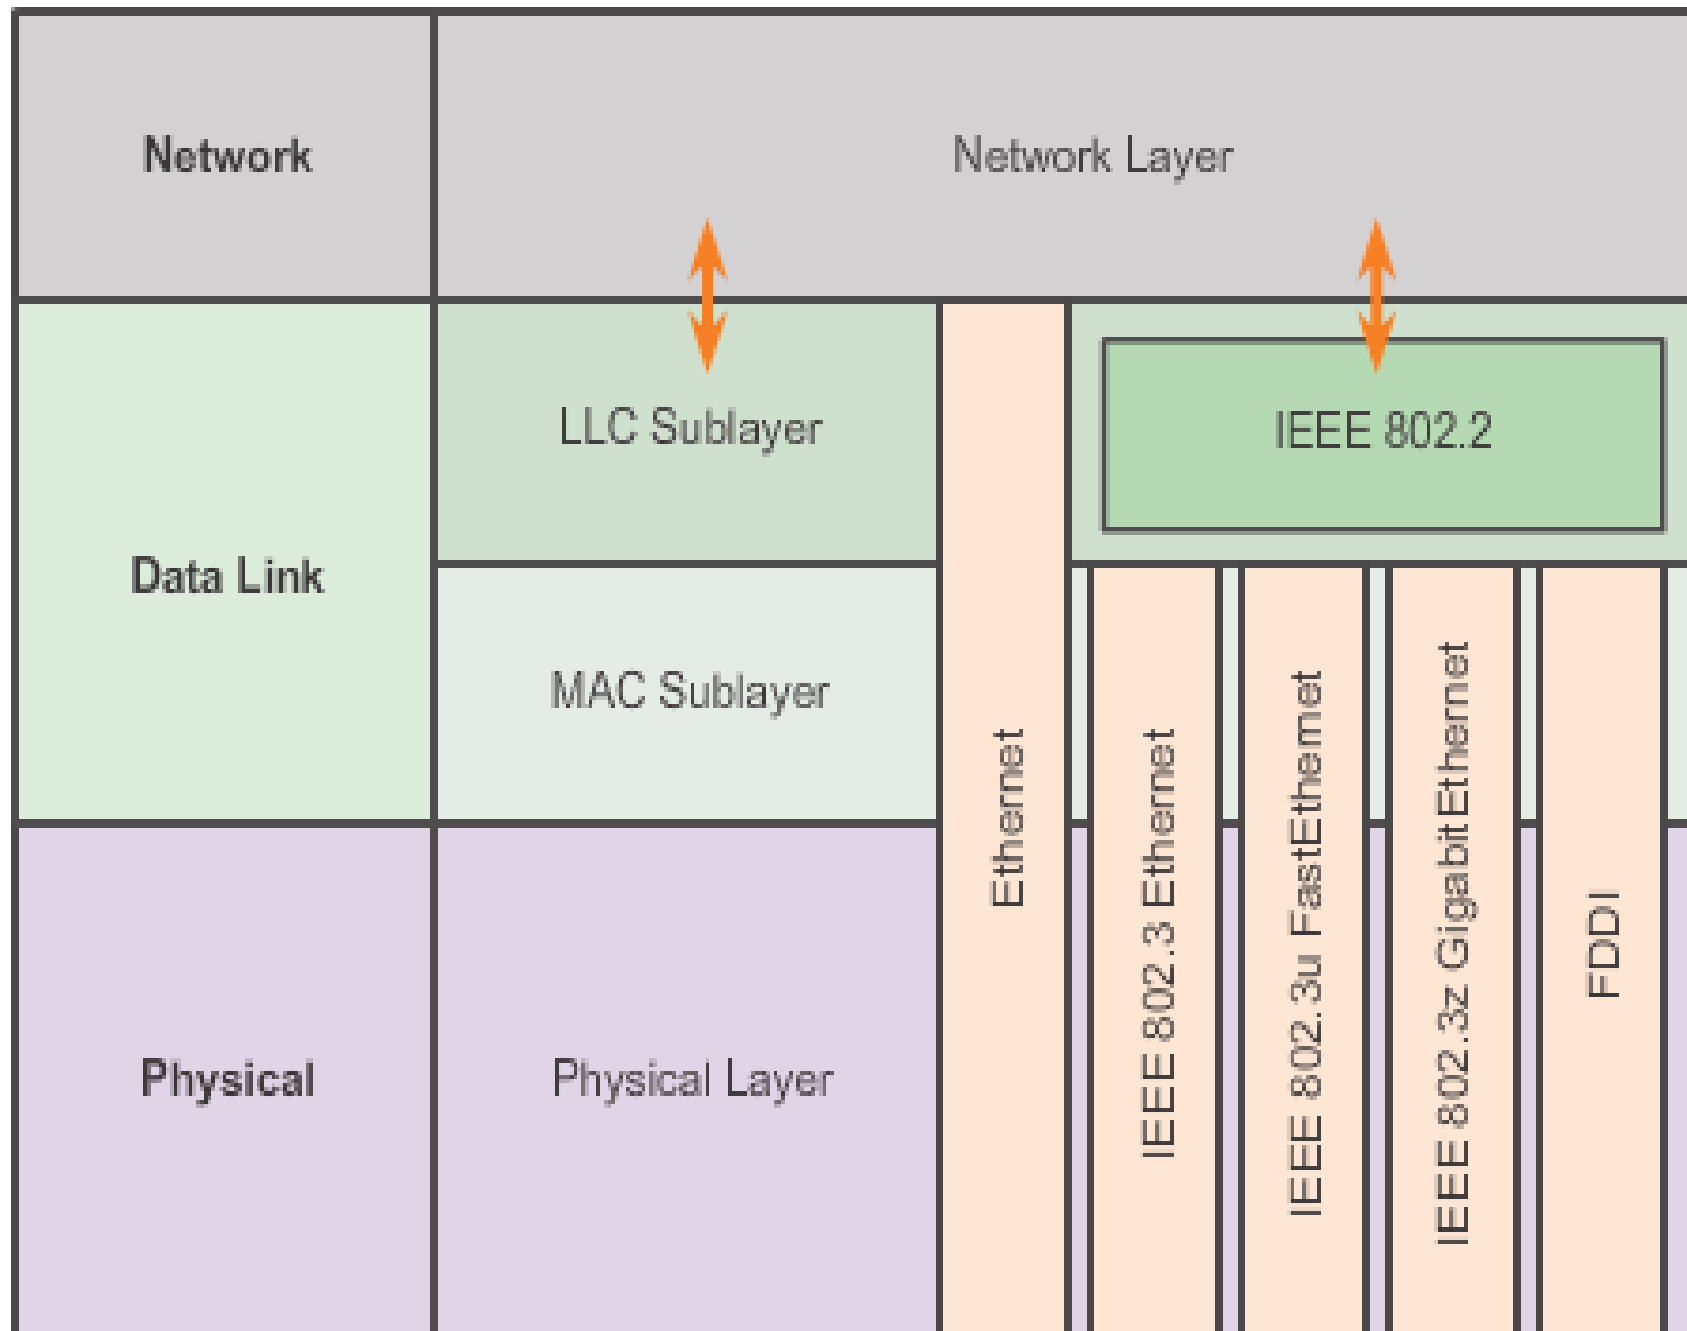 Network
Network Layer
LLC Sublayer
IEEE 802.2
Data Link
MAC Sublayer
Ethernet
IEEE 802.3 Ethernet
IEEE 802.3u FastEthernet
IEEE 802.3z GigabitEthernet
FDDI
Physical
Physical Layer